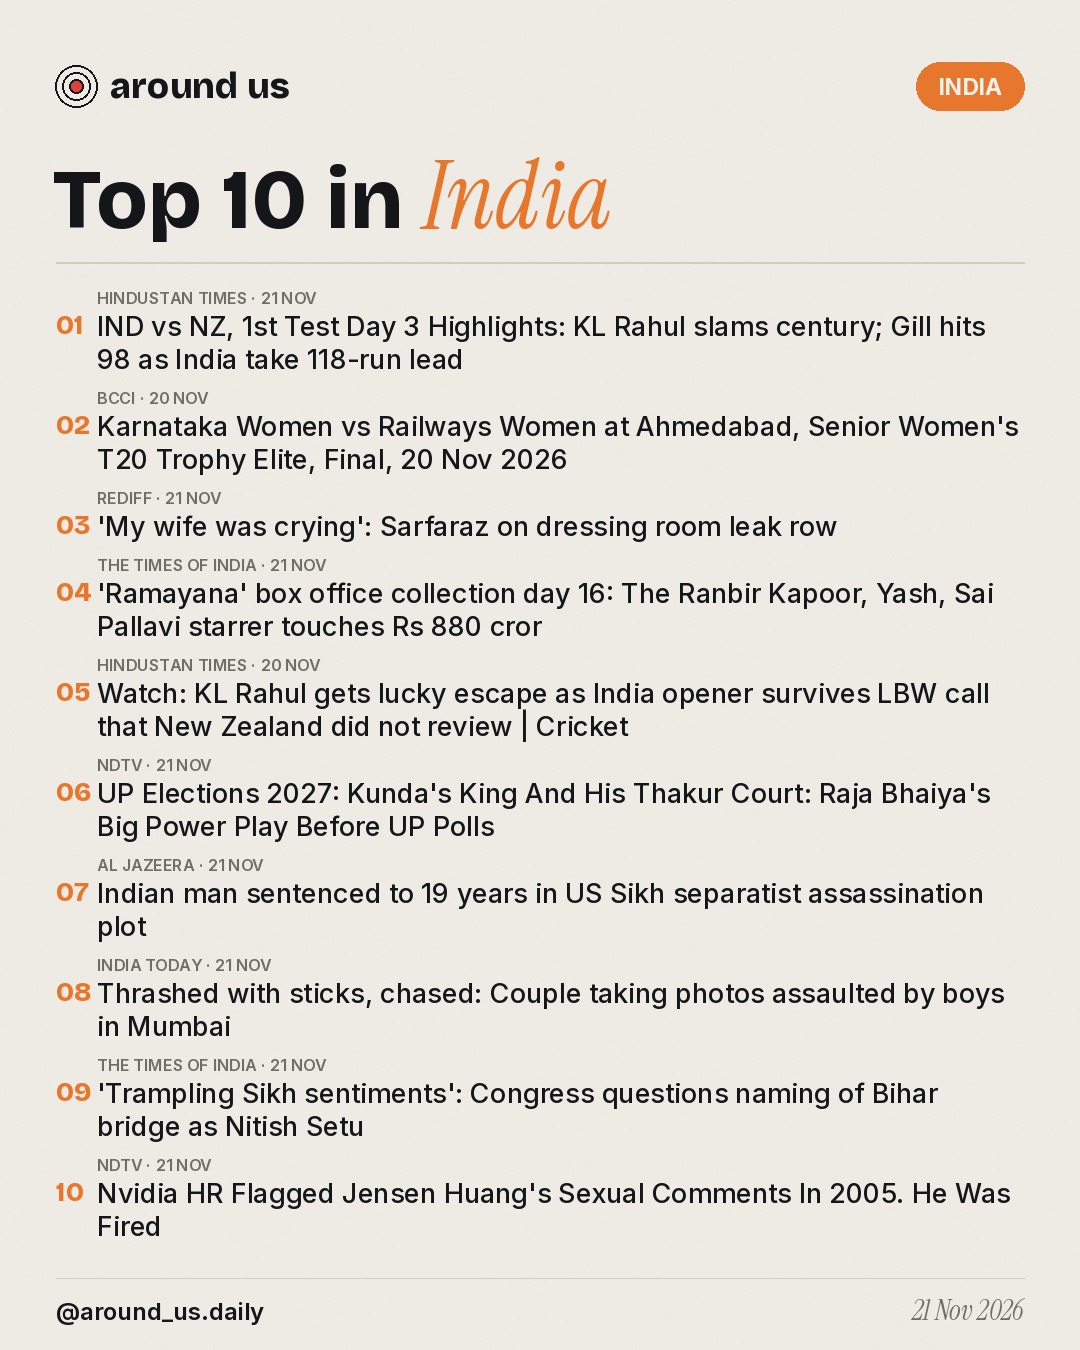 around us
INDIA
Top 10 in India
HINDUSTAN TIMES · 21 NOV
01 IND vs NZ, 1st Test Day 3 Highlights: KL Rahul slams century; Gill hits
98 as India take 118-run lead
BCCI · 20 NOV
02 Karnataka Women vs Railways Women at Ahmedabad, Senior Women's
T20 Trophy Elite, Final, 20 Nov 2026
REDIFF · 21 NOV
03 'My wife was crying': Sarfaraz on dressing room leak row
THE TIMES OF INDIA · 21 NOV
04 'Ramayana' box office collection day 16: The Ranbir Kapoor, Yash, Sai
Pallavi starrer touches Rs 880 cror
HINDUSTAN TIMES · 20 NOV
05 Watch: KL Rahul gets lucky escape as India opener survives LBW call
that New Zealand did not review | Cricket
NDTV · 21 NOV
06 UP Elections 2027: Kunda's King And His Thakur Court: Raja Bhaiya's
Big Power Play Before UP Polls
AL JAZEERA · 21 NOV
07 Indian man sentenced to 19 years in US Sikh separatist assassination
plot
INDIA TODAY · 21 NOV
08 Thrashed with sticks, chased: Couple taking photos assaulted by boys
in Mumbai
THE TIMES OF INDIA · 21 NOV
09 'Trampling Sikh sentiments': Congress questions naming of Bihar
bridge as Nitish Setu
NDTV · 21 NOV
10 Nvidia HR Flagged Jensen Huang's Sexual Comments In 2005. He Was
Fired
@around_us.daily
21 Nov 2026